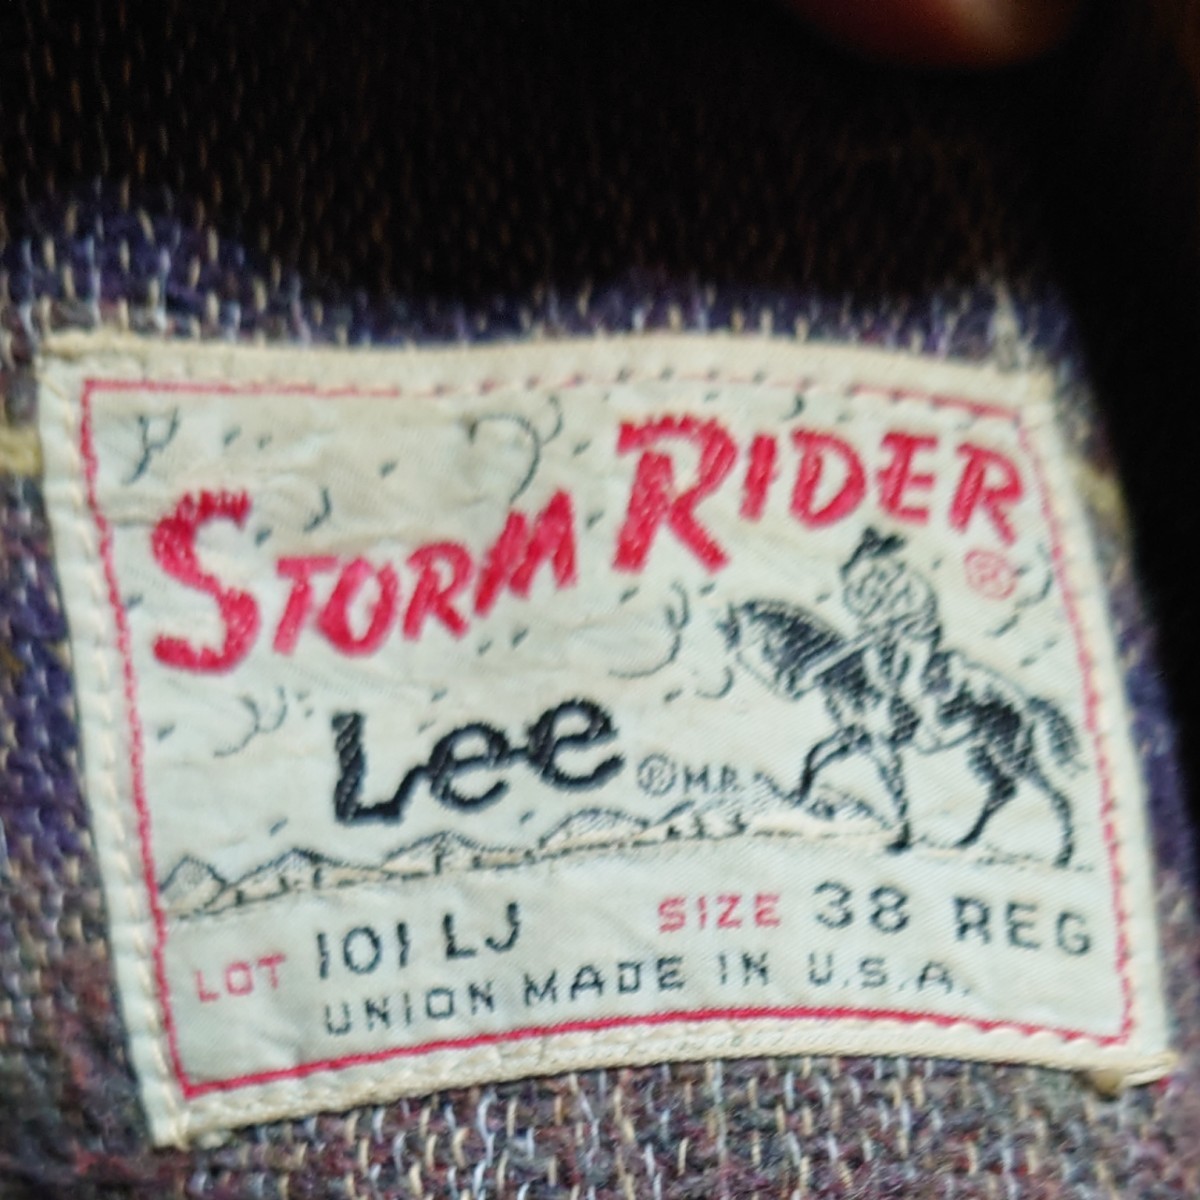 STORM RIDER ®
Lee ® M.R.
LOT 101 LJ SIZE 38 REG
UNION MADE IN U.S.A.